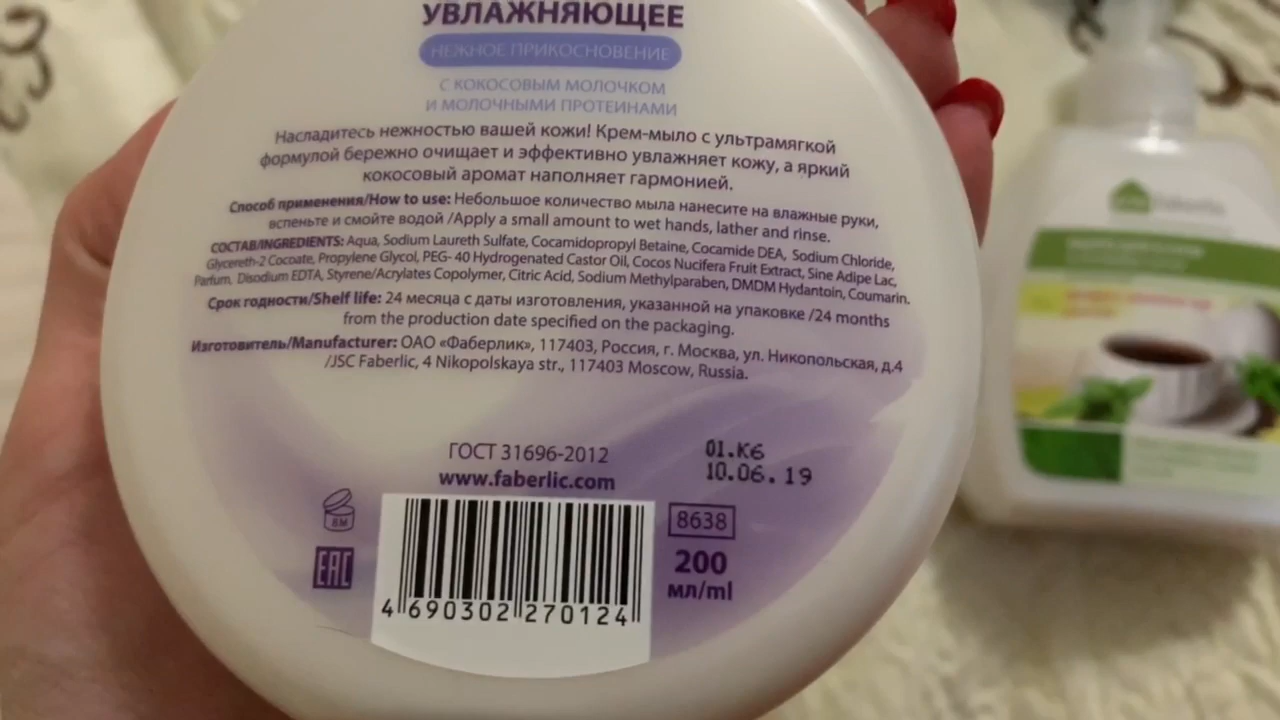 УВЛАЖНЯЮЩЕЕ
НЕЖНОЕ ПРИКОСНОВЕНИЕ
С КОКОСОВЫМ МОЛОЧКОМ
И МОЛОЧНЫМИ ПРОТЕИНАМИ
Насладитесь нежностью вашей кожи! Крем-мыло с ультрамягкой
формулой бережно очищает и эффективно увлажняет кожу, а яркий
кокосовый аромат наполняет гармонией.
Способ применения/How to use: Небольшое количество мыла нанесите на влажные руки,
вспеньте и смойте водой /Apply a small amount to wet hands, lather and rinse.
СОСТАВ/INGREDIENTS: Aqua, Sodium Laureth Sulfate, Cocamidopropyl Betaine, Cocamide DEA, Sodium Chloride,
Glycereth-2 Cocoate, Propylene Glycol, PEG- 40 Hydrogenated Castor Oil, Cocos Nucifera Fruit Extract, Sine Adipe Lac,
Parfum, Disodium EDTA, Styrene/Acrylates Copolymer, Citric Acid, Sodium Methylparaben, DMDM Hydantoin, Coumarin.
Срок годности/Shelf life: 24 месяца с даты изготовления, указанной на упаковке /24 months
from the production date specified on the packaging.
Изготовитель/Manufacturer: ОАО «Фаберлик», 117403, Россия, г. Москва, ул. Никопольская, д.4
/JSC Faberlic, 4 Nikopolskaya str., 117403 Moscow, Russia.
ГОСТ 31696-2012
www.faberlic.com
01.К6
10.06.19
8М
EAC
8638
200
мл/ml
4 690302 270124